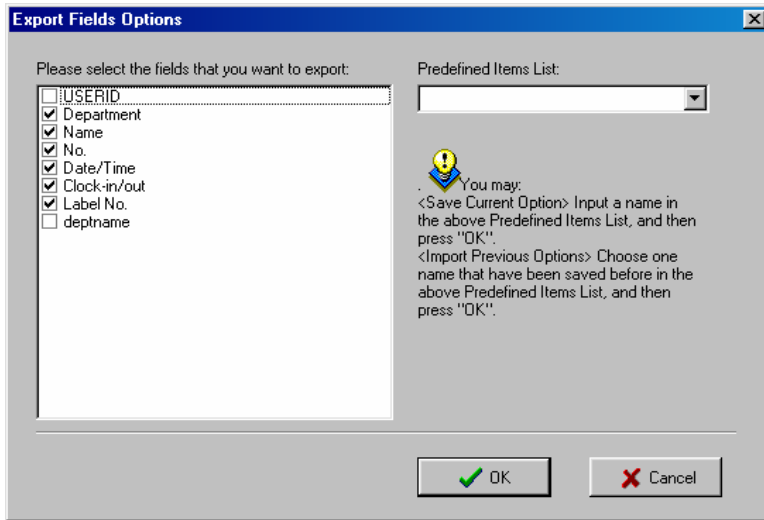 Export Fields Options
Please select the fields that you want to export:
USERID
Department
Name
No.
Date/Time
Clock-in/out
Label No.
deptname
Predefined Items List:
. You may:
<Save Current Option> Input a name in
the above Predefined Items List, and then
press "OK".
<Import Previous Options> Choose one
name that have been saved before in the
above Predefined Items List, and then
press "OK".
OK
Cancel